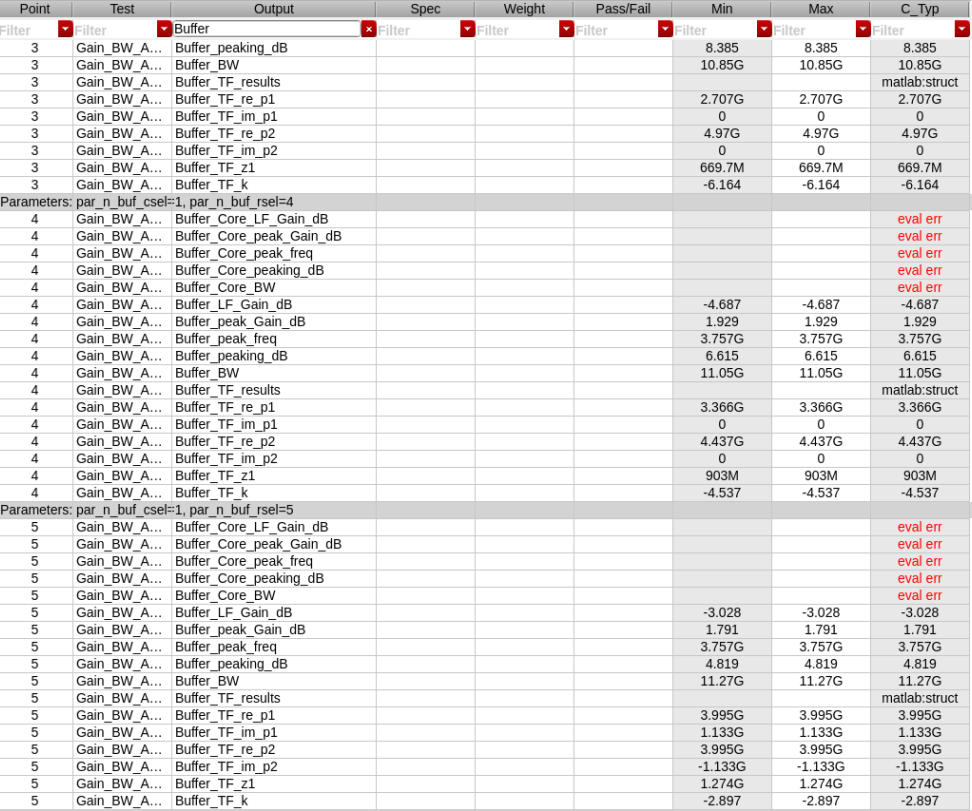 Point Test Output Spec Weight Pass/Fail Min Max C_Typ
Filter Filter Buffer Filter Filter Filter Filter Filter Filter
3 Gain_BW_A... Buffer_peaking_dB 8.385 8.385 8.385
3 Gain_BW_A... Buffer_BW 10.85G 10.85G 10.85G
3 Gain_BW_A... Buffer_TF_results matlab:struct
3 Gain_BW_A... Buffer_TF_re_p1 2.707G 2.707G 2.707G
3 Gain_BW_A... Buffer_TF_im_p1 0 0 0
3 Gain_BW_A... Buffer_TF_re_p2 4.97G 4.97G 4.97G
3 Gain_BW_A... Buffer_TF_im_p2 0 0 0
3 Gain_BW_A... Buffer_TF_z1 669.7M 669.7M 669.7M
3 Gain_BW_A... Buffer_TF_k -6.164 -6.164 -6.164
Parameters: par_n_buf_csel=1, par_n_buf_rsel=4
4 Gain_BW_A... Buffer_Core_LF_Gain_dB eval err
4 Gain_BW_A... Buffer_Core_peak_Gain_dB eval err
4 Gain_BW_A... Buffer_Core_peak_freq eval err
4 Gain_BW_A... Buffer_Core_peaking_dB eval err
4 Gain_BW_A... Buffer_Core_BW eval err
4 Gain_BW_A... Buffer_LF_Gain_dB -4.687 -4.687 -4.687
4 Gain_BW_A... Buffer_peak_Gain_dB 1.929 1.929 1.929
4 Gain_BW_A... Buffer_peak_freq 3.757G 3.757G 3.757G
4 Gain_BW_A... Buffer_peaking_dB 6.615 6.615 6.615
4 Gain_BW_A... Buffer_BW 11.05G 11.05G 11.05G
4 Gain_BW_A... Buffer_TF_results matlab:struct
4 Gain_BW_A... Buffer_TF_re_p1 3.366G 3.366G 3.366G
4 Gain_BW_A... Buffer_TF_im_p1 0 0 0
4 Gain_BW_A... Buffer_TF_re_p2 4.437G 4.437G 4.437G
4 Gain_BW_A... Buffer_TF_im_p2 0 0 0
4 Gain_BW_A... Buffer_TF_z1 903M 903M 903M
4 Gain_BW_A... Buffer_TF_k -4.537 -4.537 -4.537
Parameters: par_n_buf_csel=1, par_n_buf_rsel=5
5 Gain_BW_A... Buffer_Core_LF_Gain_dB eval err
5 Gain_BW_A... Buffer_Core_peak_Gain_dB eval err
5 Gain_BW_A... Buffer_Core_peak_freq eval err
5 Gain_BW_A... Buffer_Core_peaking_dB eval err
5 Gain_BW_A... Buffer_Core_BW eval err
5 Gain_BW_A... Buffer_LF_Gain_dB -3.028 -3.028 -3.028
5 Gain_BW_A... Buffer_peak_Gain_dB 1.791 1.791 1.791
5 Gain_BW_A... Buffer_peak_freq 3.757G 3.757G 3.757G
5 Gain_BW_A... Buffer_peaking_dB 4.819 4.819 4.819
5 Gain_BW_A... Buffer_BW 11.27G 11.27G 11.27G
5 Gain_BW_A... Buffer_TF_results matlab:struct
5 Gain_BW_A... Buffer_TF_re_p1 3.995G 3.995G 3.995G
5 Gain_BW_A... Buffer_TF_im_p1 1.133G 1.133G 1.133G
5 Gain_BW_A... Buffer_TF_re_p2 3.995G 3.995G 3.995G
5 Gain_BW_A... Buffer_TF_im_p2 -1.133G -1.133G -1.133G
5 Gain_BW_A... Buffer_TF_z1 1.274G 1.274G 1.274G
5 Gain_BW_A... Buffer_TF_k -2.897 -2.897 -2.897